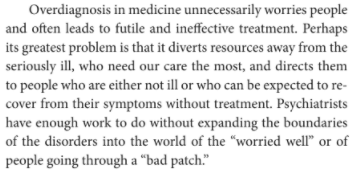 Overdiagnosis in medicine unnecessarily worries people
and often leads to futile and ineffective treatment. Perhaps
its greatest problem is that it diverts resources away from the
seriously ill, who need our care the most, and directs them
to people who are either not ill or who can be expected to re-
cover from their symptoms without treatment. Psychiatrists
have enough work to do without expanding the boundaries
of the disorders into the world of the “worried well” or of
people going through a “bad patch.”